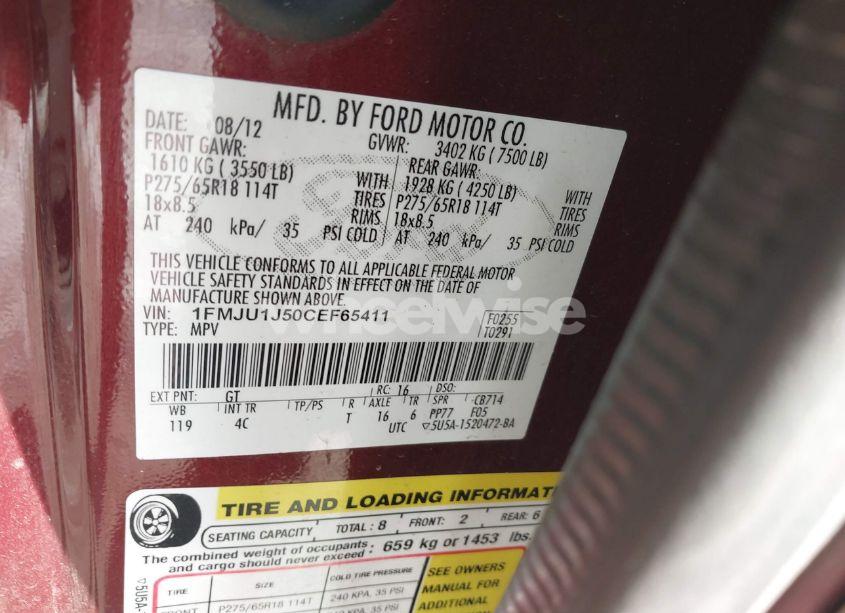 MFD. BY FORD MOTOR CO.
DATE: 08/12 GVWR: 3402 KG ( 7500 LB)
FRONT GAWR: REAR GAWR:
1610 KG ( 3550 LB) WITH 1928 KG ( 4250 LB) WITH
P275/65R18 114T TIRES P275/65R18 114T TIRES
18x8.5 RIMS 18x8.5 RIMS
AT 240 kPa/ 35 PSI COLD AT 240 kPa/ 35 PSI COLD
Ford
THIS VEHICLE CONFORMS TO ALL APPLICABLE FEDERAL MOTOR
VEHICLE SAFETY STANDARDS IN EFFECT ON THE DATE OF
MANUFACTURE SHOWN ABOVE.
VIN: 1FMJU1J50CEF65411 F0255
TYPE: MPV T0291
wheelwise
EXT PNT: GT RC: 16 DSO:
WB INT TR TP/PS R AXLE TR SPR CB714
119 4C T 16 6 PP77 F05
UTC ▽5U5A-1520472-BA
TIRE AND LOADING INFORMAT
SEATING CAPACITY TOTAL: 8 FRONT: 2 REAR: 6
The combined weight of occupants
and cargo should never exceed: 659 kg or 1453 lbs.
TIRE SIZE COLD TIRE PRESSURE SEE OWNERS
MANUAL FOR
FRONT P275/65R18 114T 240 KPA, 35 PSI ADDITIONAL
▽5U5A-